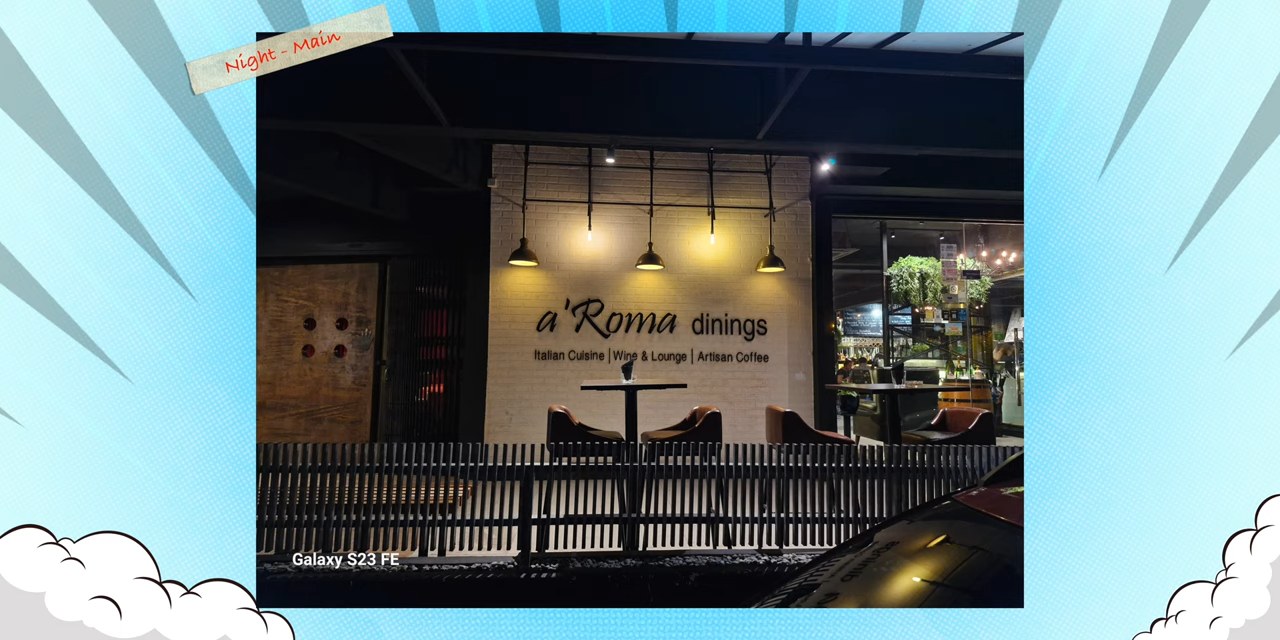 Night - Main
a'Roma dinings
Italian Cuisine | Wine & Lounge | Artisan Coffee
Galaxy S23 FE